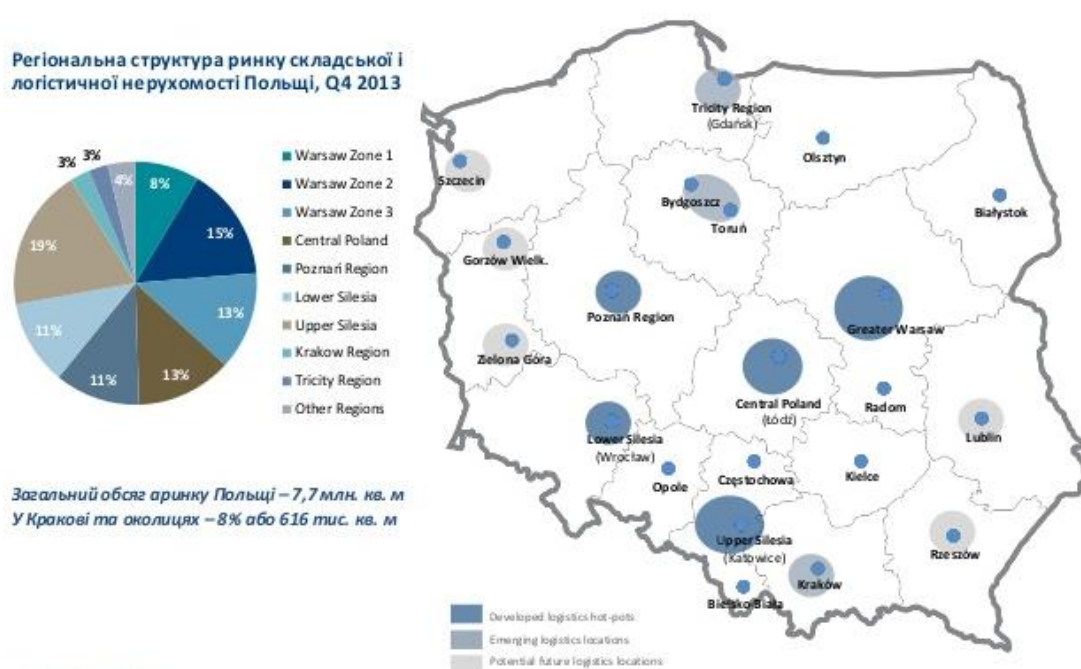 Регіональна структура ринку складської і
логістичної нерухомості Польщі, Q4 2013
3%
3%
4%
8%
15%
13%
13%
11%
11%
19%
Warsaw Zone 1
Warsaw Zone 2
Warsaw Zone 3
Central Poland
Poznań Region
Lower Silesia
Upper Silesia
Krakow Region
Tricity Region
Other Regions
Загальний обсяг аринку Польщі – 7,7 млн. кв. м
У Кракові та околицях – 8% або 616 тис. кв. м
Tricity Region
(Gdańsk)
Olsztyn
Szczecin
Bydgoszcz
Toruń
Białystok
Gorzów Wielk.
Poznań Region
Greater Warsaw
Zielona Góra
Central Poland
(Łódź)
Radom
Lublin
Lower Silesia
(Wrocław)
Opole
Częstochowa
Kielce
Upper Silesia
(Katowice)
Kraków
Rzeszów
Bielsko Biała
Developed logistics hot-pots
Emerging logistics locations
Potential future logistics locations